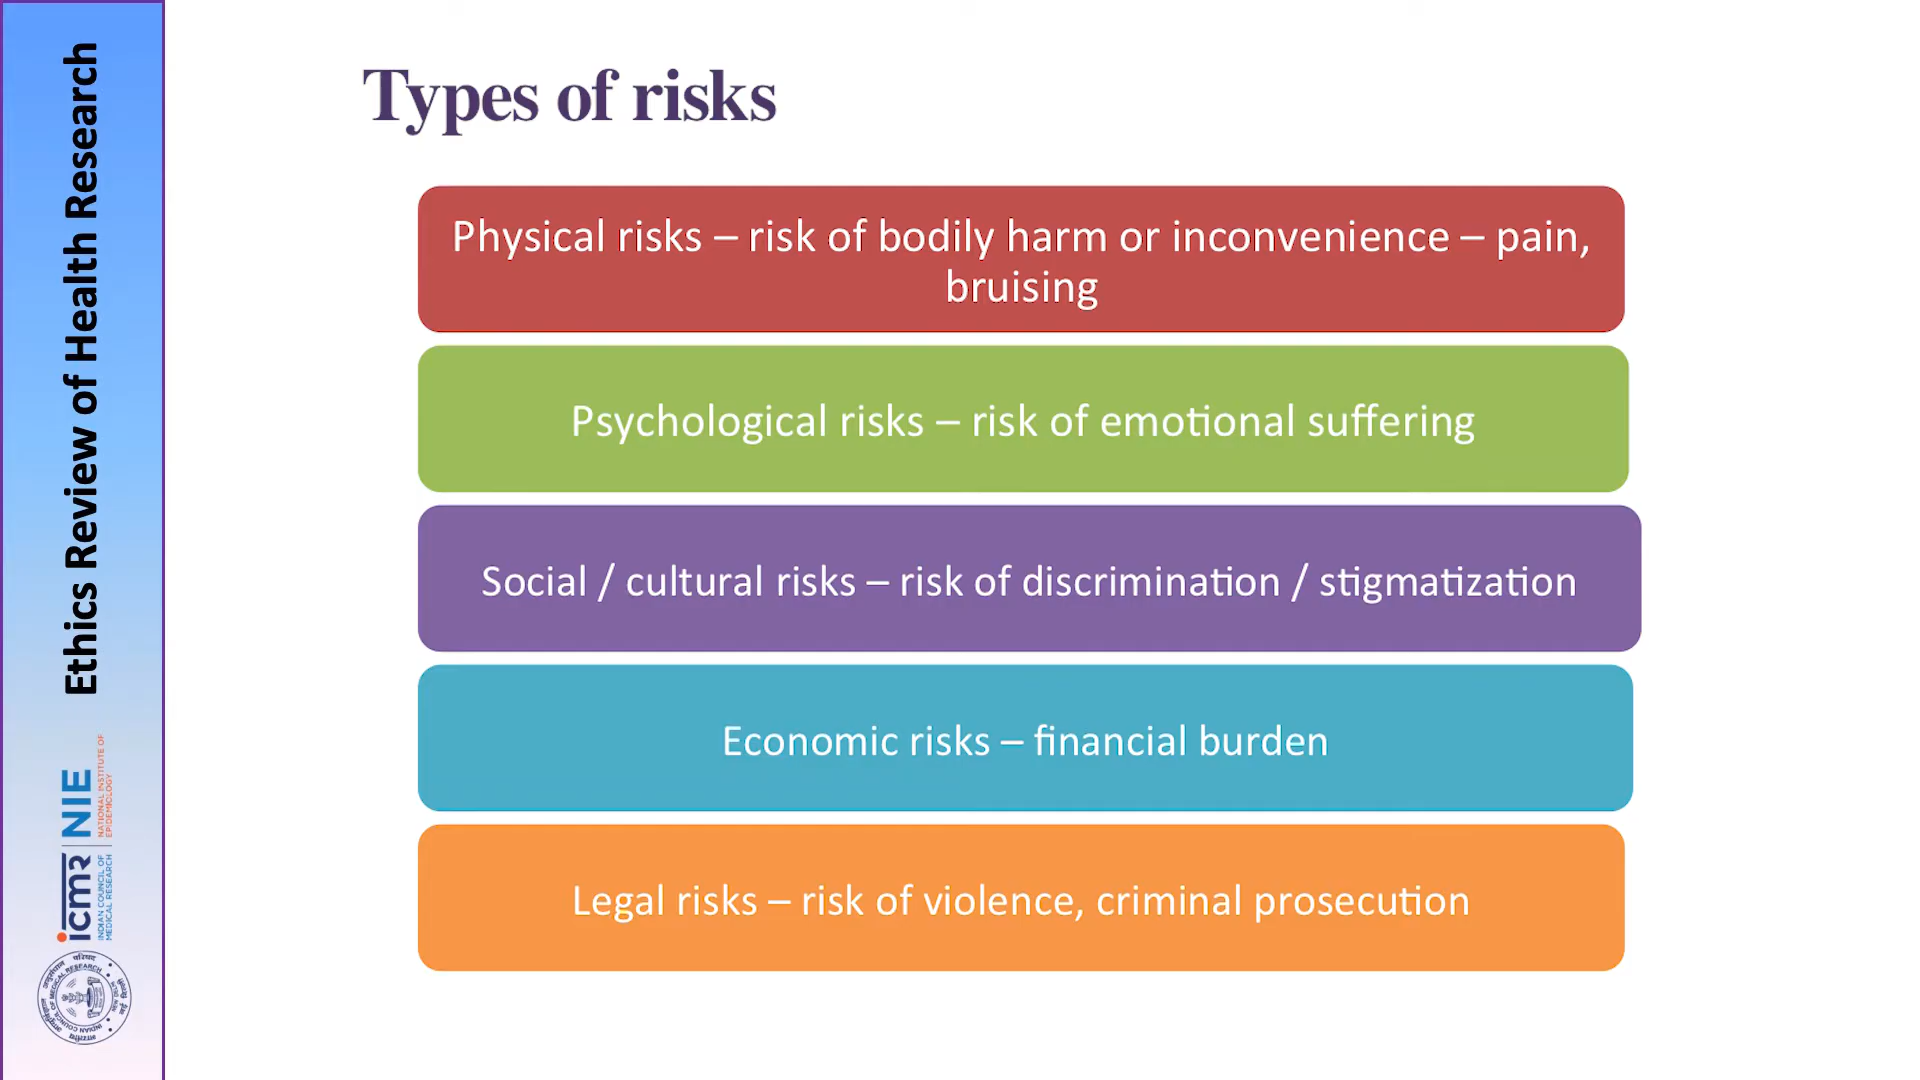 Ethics Review of Health Research
icmr
INDIAN COUNCIL OF
MEDICAL RESEARCH
NIE
NATIONAL INSTITUTE OF
EPIDEMIOLOGY
Types of risks
Physical risks – risk of bodily harm or inconvenience – pain,
bruising
Psychological risks – risk of emotional suffering
Social / cultural risks – risk of discrimination / stigmatization
Economic risks – financial burden
Legal risks – risk of violence, criminal prosecution